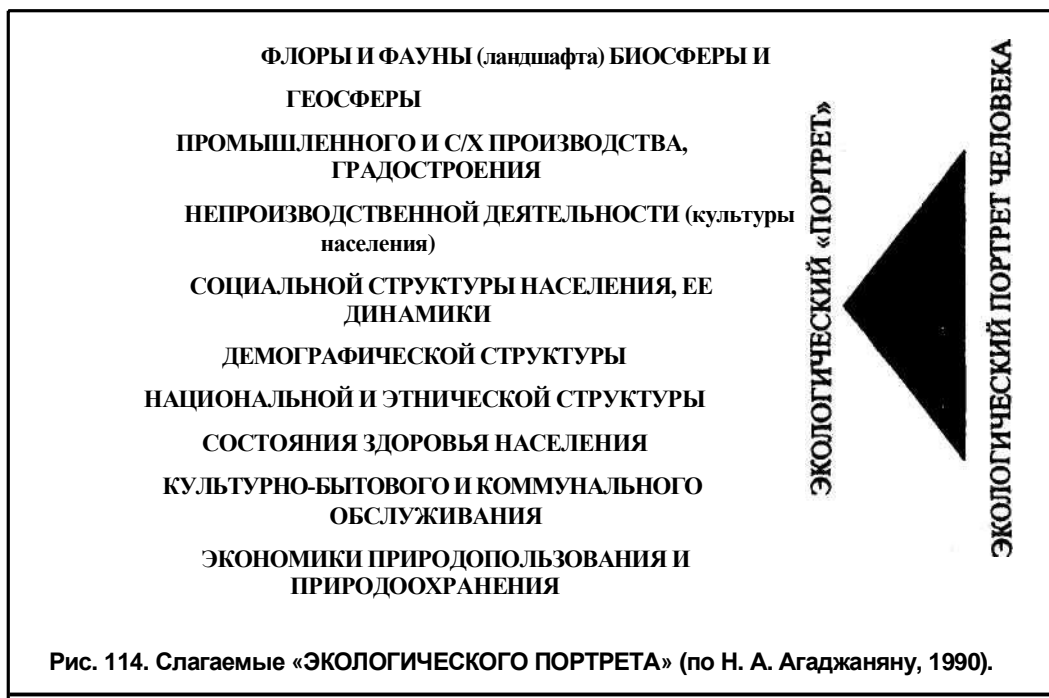 ФЛОРЫ И ФАУНЫ (ландшафта) БИОСФЕРЫ И
ГЕОСФЕРЫ
ПРОМЫШЛЕННОГО И С/Х ПРОИЗВОДСТВА,
ГРАДОСТРОЕНИЯ
НЕПРОИЗВОДСТВЕННОЙ ДЕЯТЕЛЬНОСТИ (культуры
населения)
СОЦИАЛЬНОЙ СТРУКТУРЫ НАСЕЛЕНИЯ, ЕЕ
ДИНАМИКИ
ДЕМОГРАФИЧЕСКОЙ СТРУКТУРЫ
НАЦИОНАЛЬНОЙ И ЭТНИЧЕСКОЙ СТРУКТУРЫ
СОСТОЯНИЯ ЗДОРОВЬЯ НАСЕЛЕНИЯ
КУЛЬТУРНО-БЫТОВОГО И КОММУНАЛЬНОГО
ОБСЛУЖИВАНИЯ
ЭКОНОМИКИ ПРИРОДОПОЛЬЗОВАНИЯ И
ПРИРОДООХРАНЕНИЯ
ЭКОЛОГИЧЕСКИЙ «ПОРТРЕТ»
ЭКОЛОГИЧЕСКИЙ ПОРТРЕТ ЧЕЛОВЕКА
Рис. 114. Слагаемые «ЭКОЛОГИЧЕСКОГО ПОРТРЕТА» (по Н. А. Агаджаняну, 1990).